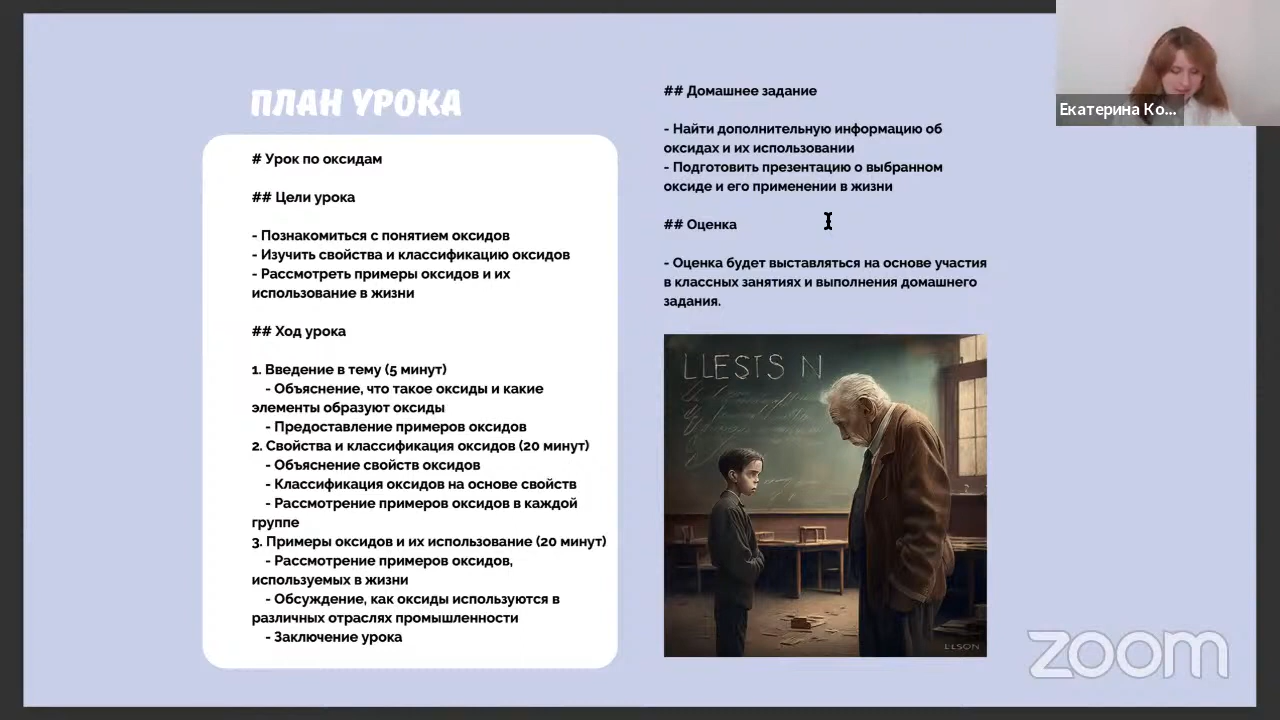 ПЛАН УРОКА
# Урок по оксидам
## Цели урока
- Познакомиться с понятием оксидов
- Изучить свойства и классификацию оксидов
- Рассмотреть примеры оксидов и их
использование в жизни
## Ход урока
1. Введение в тему (5 минут)
- Объяснение, что такое оксиды и какие
элементы образуют оксиды
- Предоставление примеров оксидов
2. Свойства и классификация оксидов (20 минут)
- Объяснение свойств оксидов
- Классификация оксидов на основе свойств
- Рассмотрение примеров оксидов в каждой
группе
3. Примеры оксидов и их использование (20 минут)
- Рассмотрение примеров оксидов,
используемых в жизни
- Обсуждение, как оксиды используются в
различных отраслях промышленности
- Заключение урока
## Домашнее задание
- Найти дополнительную информацию об
оксидах и их использовании
- Подготовить презентацию о выбранном
оксиде и его применении в жизни
## Оценка
- Оценка будет выставляться на основе участия
в классных занятиях и выполнения домашнего
задания.
LLESIS N
Екатерина Ко...
zoom